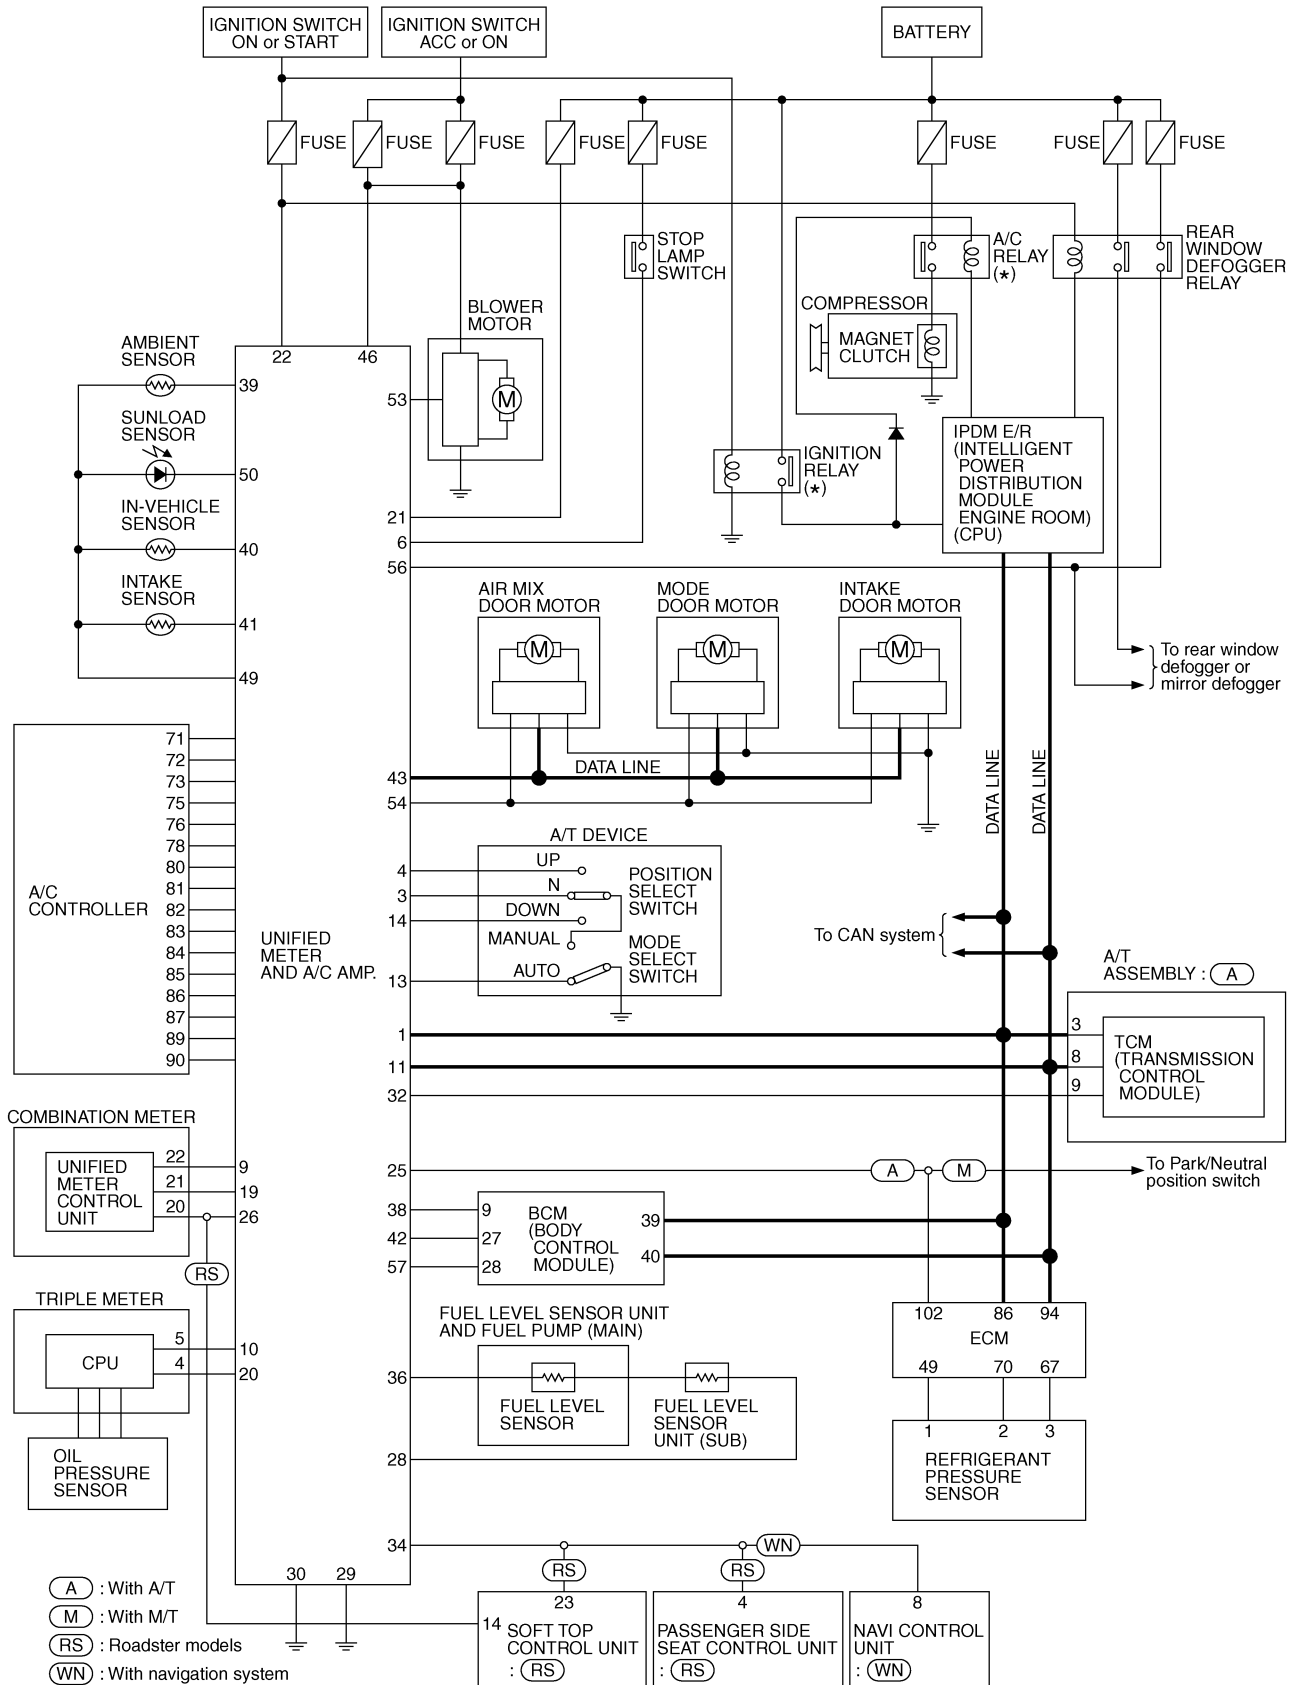 IGNITION SWITCH
ON or START
IGNITION SWITCH
ACC or ON
BATTERY
FUSE
FUSE
FUSE
FUSE
FUSE
FUSE
FUSE
FUSE
STOP
LAMP
SWITCH
A/C
RELAY
(*)
REAR
WINDOW
DEFOGGER
RELAY
BLOWER
MOTOR
M
COMPRESSOR
MAGNET
CLUTCH
AMBIENT
SENSOR
22
46
39
53
SUNLOAD
SENSOR
50
IGNITION
RELAY
(*)
IPDM E/R
(INTELLIGENT
POWER
DISTRIBUTION
MODULE
ENGINE ROOM)
(CPU)
IN-VEHICLE
SENSOR
40
21
6
56
INTAKE
SENSOR
41
49
AIR MIX
DOOR MOTOR
M
MODE
DOOR MOTOR
M
INTAKE
DOOR MOTOR
M
To rear window
defogger or
mirror defogger
71
72
73
75
76
78
80
81
82
83
84
85
86
87
89
90
A/C
CONTROLLER
UNIFIED
METER
AND A/C AMP.
43
54
DATA LINE
DATA LINE
DATA LINE
A/T DEVICE
4
3
14
13
UP
N
DOWN
MANUAL
AUTO
POSITION
SELECT
SWITCH
MODE
SELECT
SWITCH
To CAN system
A/T
ASSEMBLY : A
1
11
32
3
8
9
TCM
(TRANSMISSION
CONTROL
MODULE)
COMBINATION METER
UNIFIED
METER
CONTROL
UNIT
22
21
20
9
19
26
RS
25
A
M
To Park/Neutral
position switch
38
42
57
9
27
28
BCM
(BODY
CONTROL
MODULE)
39
40
TRIPLE METER
CPU
5
4
10
20
OIL
PRESSURE
SENSOR
FUEL LEVEL SENSOR UNIT
AND FUEL PUMP (MAIN)
36
FUEL LEVEL
SENSOR
FUEL LEVEL
SENSOR
UNIT (SUB)
28
102
86
94
ECM
49
70
67
1
2
3
REFRIGERANT
PRESSURE
SENSOR
34
WN
RS
RS
30
29
23
14
SOFT TOP
CONTROL UNIT
: RS
4
PASSENGER SIDE
SEAT CONTROL UNIT
: RS
8
NAVI CONTROL
UNIT
: WN
A : With A/T
M : With M/T
RS : Roadster models
WN : With navigation system